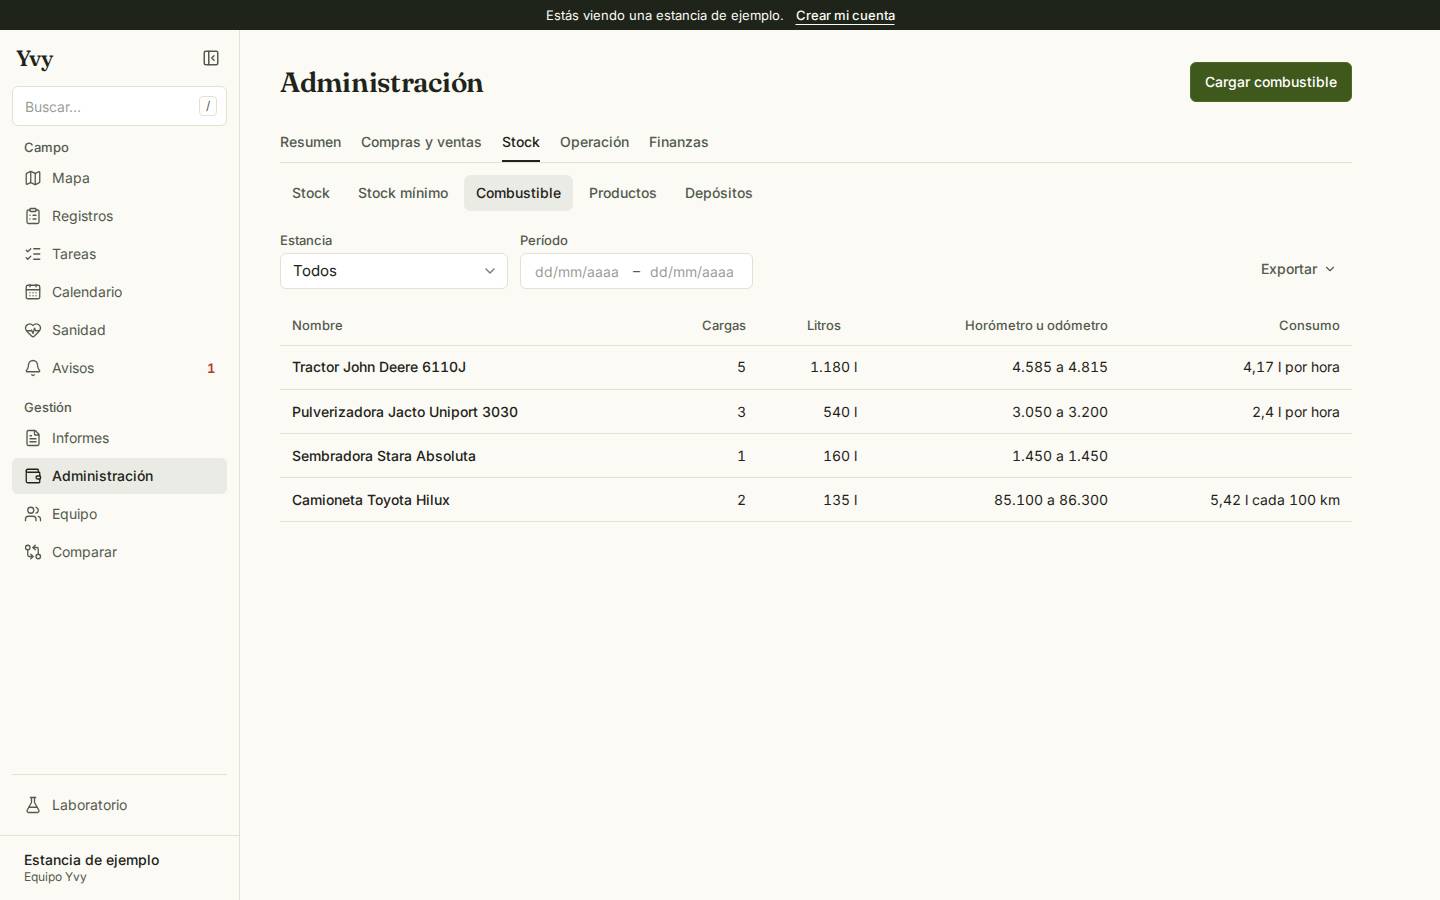 Estás viendo una estancia de ejemplo. Crear mi cuenta
Yvy
Buscar... /
Campo
Mapa
Registros
Tareas
Calendario
Sanidad
Avisos 1
Gestión
Informes
Administración
Equipo
Comparar
Laboratorio
Estancia de ejemplo
Equipo Yvy
Administración
Cargar combustible
Resumen Compras y ventas Stock Operación Finanzas
Stock Stock mínimo Combustible Productos Depósitos
Estancia Período
Todos dd/mm/aaaa – dd/mm/aaaa Exportar
Nombre Cargas Litros Horómetro u odómetro Consumo
Tractor John Deere 6110J 5 1.180 l 4.585 a 4.815 4,17 l por hora
Pulverizadora Jacto Uniport 3030 3 540 l 3.050 a 3.200 2,4 l por hora
Sembradora Stara Absoluta 1 160 l 1.450 a 1.450
Camioneta Toyota Hilux 2 135 l 85.100 a 86.300 5,42 l cada 100 km